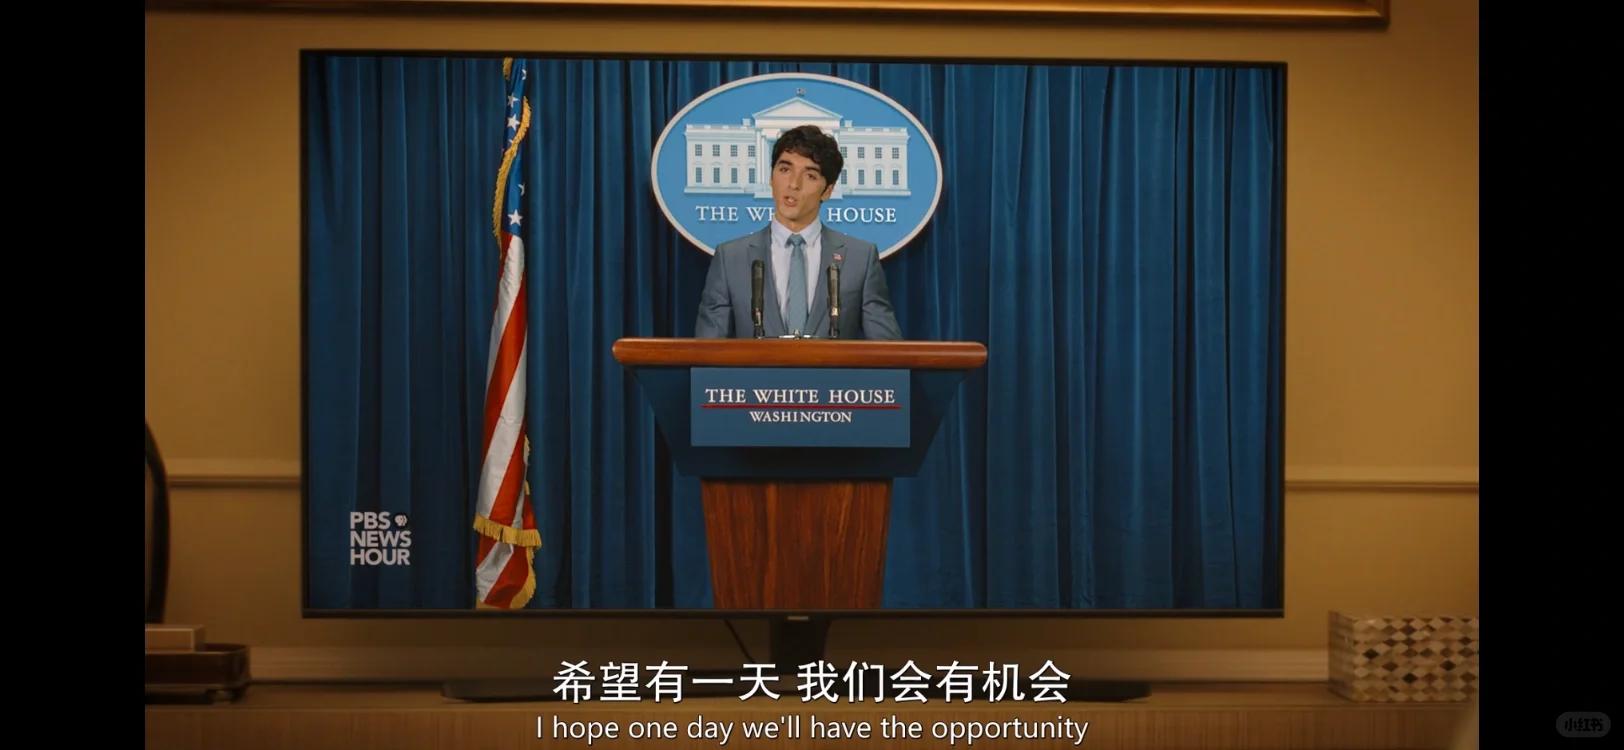 THE WHITE HOUSE
THE WHITE HOUSE
WASHINGTON
PBS
NEWS
HOUR
希望有一天 我们会有机会
I hope one day we'll have the opportunity
小红书